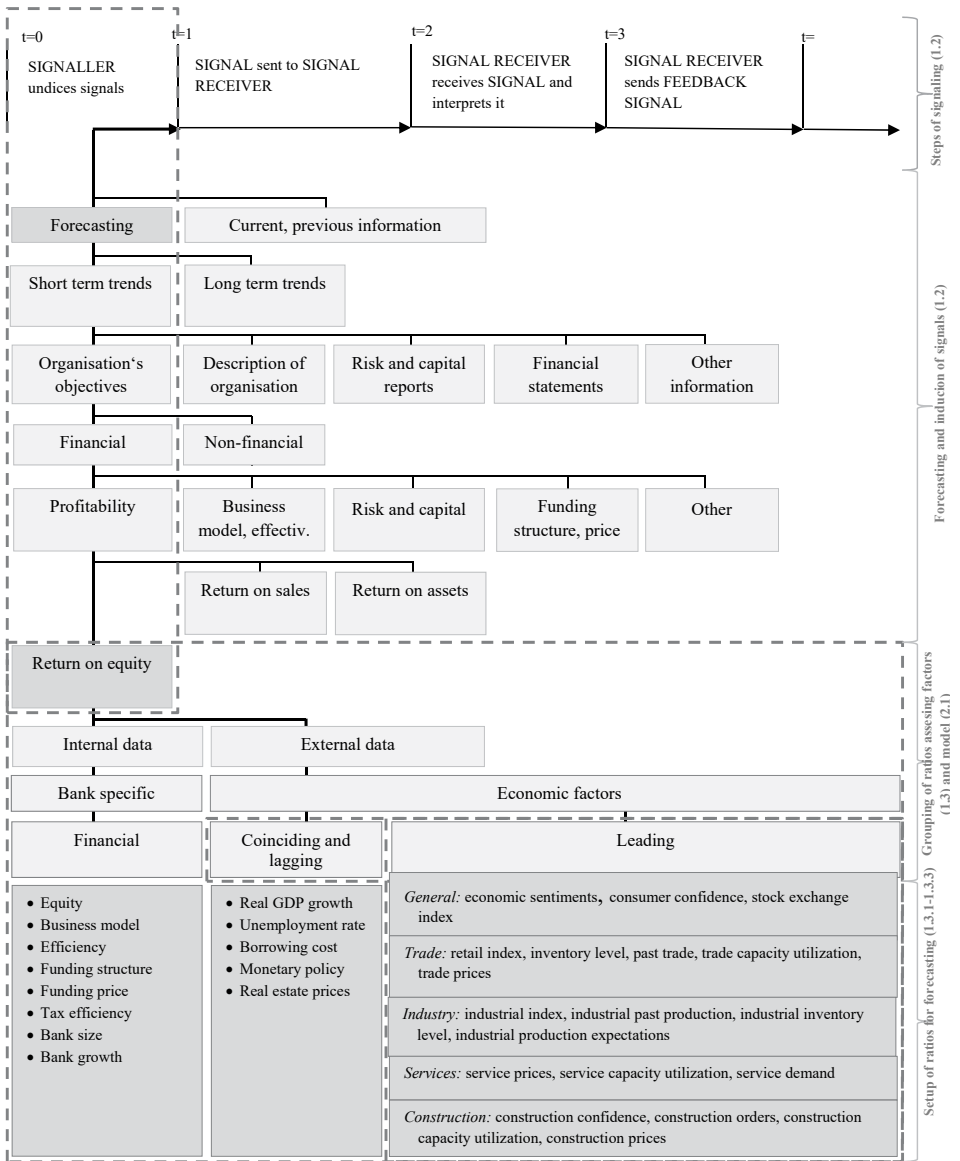 t=0
t=1
t=2
t=3
t=
SIGNALLER
undices signals
SIGNAL sent to SIGNAL
RECEIVER
SIGNAL RECEIVER
receives SIGNAL and
interprets it
SIGNAL RECEIVER
sends FEEDBACK
SIGNAL
Steps of signaling (1.2)
Forecasting
Current, previous information
Short term trends
Long term trends
Organisation‘s
objectives
Description of
organisation
Risk and capital
reports
Financial
statements
Other
information
Financial
Non-financial
Profitability
Business
model, effectiv.
Risk and capital
Funding
structure, price
Other
Return on sales
Return on assets
Forecasting and inducion of signals (1.2)
Return on equity
Internal data
External data
Bank specific
Economic factors
Financial
Coinciding and
lagging
Leading
Grouping of ratios assesing factors
(1.3) and model (2.1)
• Equity
• Business model
• Efficiency
• Funding structure
• Funding price
• Tax efficiency
• Bank size
• Bank growth
• Real GDP growth
• Unemployment rate
• Borrowing cost
• Monetary policy
• Real estate prices
General: economic sentiments, consumer confidence, stock exchange
index
Trade: retail index, inventory level, past trade, trade capacity utilization,
trade prices
Industry: industrial index, industrial past production, industrial inventory
level, industrial production expectations
Services: service prices, service capacity utilization, service demand
Construction: construction confidence, construction orders, construction
capacity utilization, construction prices
Setup of ratios for forecasting (1.3.1-1.3.3)